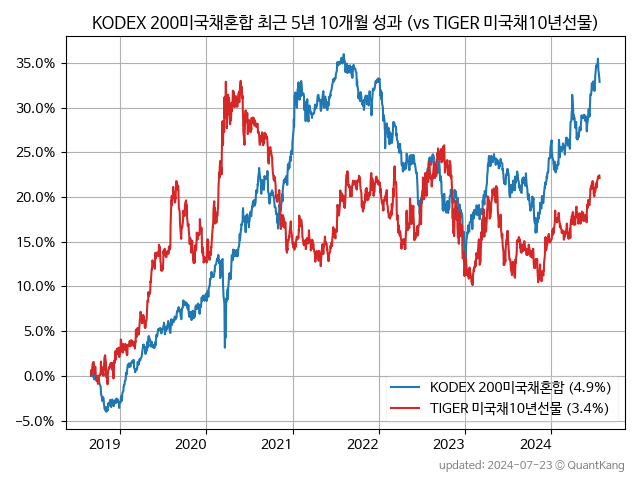 KODEX 200미국채혼합 최근 5년 10개월 성과 (vs TIGER 미국채10년선물)
35.0%
30.0%
25.0%
20.0%
15.0%
10.0%
5.0%
0.0%
−5.0%
KODEX 200미국채혼합 (4.9%)
TIGER 미국채10년선물 (3.4%)
2019 2020 2021 2022 2023 2024
updated: 2024-07-23 © QuantKang